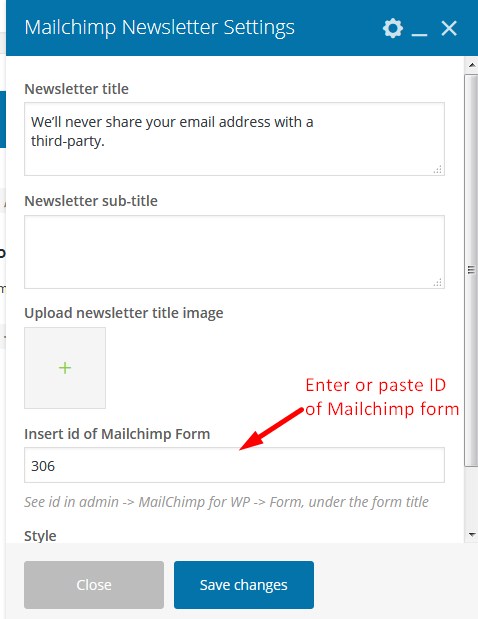 Mailchimp Newsletter Settings
Newsletter title
We'll never share your email address with a
third-party.
Newsletter sub-title
Upload newsletter title image
+
Enter or paste ID
of Mailchimp form
Insert id of Mailchimp Form
306
See id in admin -> MailChimp for WP -> Form, under the form title
Style
Close
Save changes